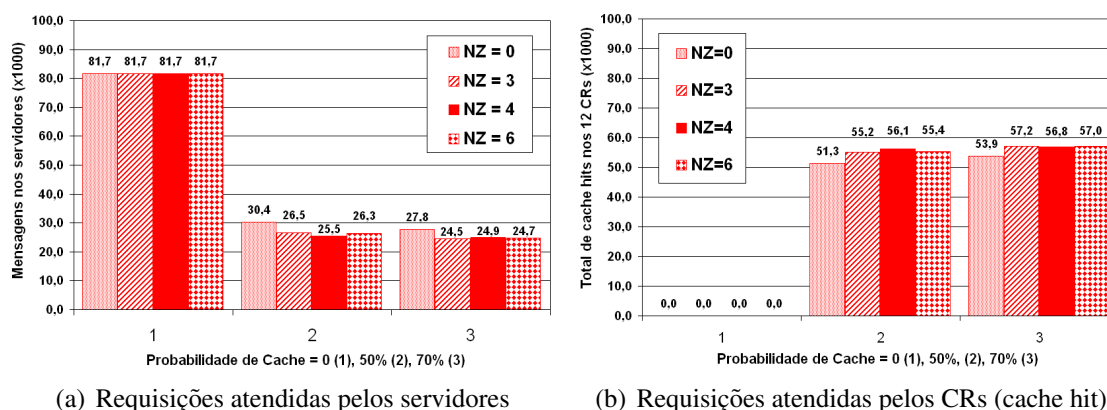 Mensagens nos servidores (x1000)
100,0
90,0
80,0
70,0
60,0
50,0
40,0
30,0
20,0
10,0
0,0
81,7 81,7 81,7 81,7
30,4 26,5 25,5 26,3
27,8 24,5 24,9 24,7
NZ = 0
NZ = 3
NZ = 4
NZ = 6
1 2 3
Probabilidade de Cache = 0 (1), 50% (2), 70% (3)
(a) Requisições atendidas pelos servidores
Total de cache hits nos 12 CRs (x1000)
100,0
90,0
80,0
70,0
60,0
50,0
40,0
30,0
20,0
10,0
0,0
NZ=0
NZ=3
NZ=4
NZ=6
0,0 0,0 0,0 0,0
51,3 55,2 56,1 55,4
53,9 57,2 56,8 57,0
1 2 3
Probabilidade de Cache = 0 (1), 50%, (2), 70% (3)
(b) Requisições atendidas pelos CRs (cache hit)